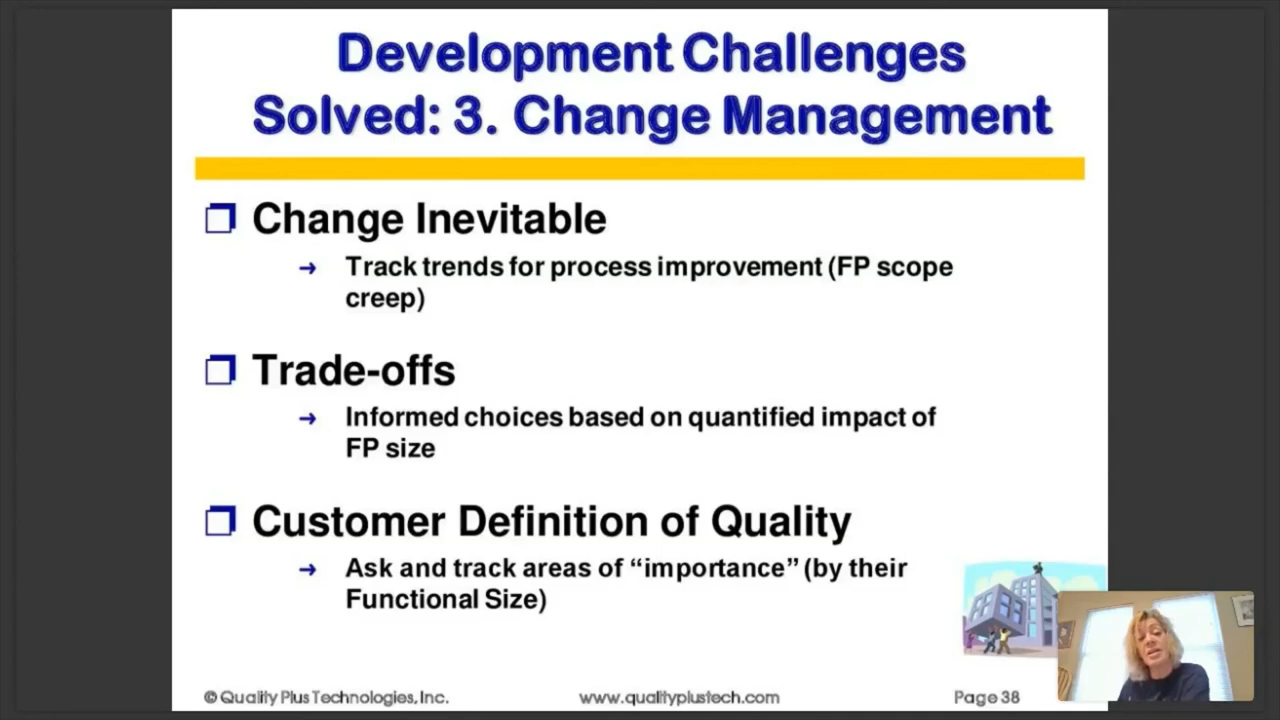 Development Challenges
Solved: 3. Change Management
Change Inevitable
Track trends for process improvement (FP scope
creep)
Trade-offs
Informed choices based on quantified impact of
FP size
Customer Definition of Quality
Ask and track areas of “importance” (by their
Functional Size)
© Quality Plus Technologies, Inc. www.qualityplustech.com Page 38